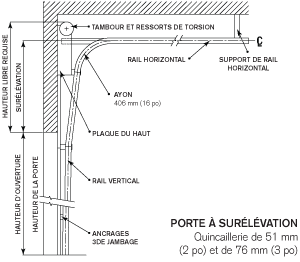 TAMBOUR ET RESSORTS DE TORSION
RAIL HORIZONTAL
SUPPORT DE RAIL
HORIZONTAL
AYON
406 mm (16 po)
PLAQUE DU HAUT
RAIL VERTICAL
ANCRAGES
3DE JAMBAGE
HAUTEUR LIBRE REQUISE
SURÉLÉVATION
HAUTEUR D'OUVERTURE
HAUTEUR DE LA PORTE
PORTE À SURÉLÉVATION
Quincaillerie de 51 mm
(2 po) et de 76 mm (3 po)